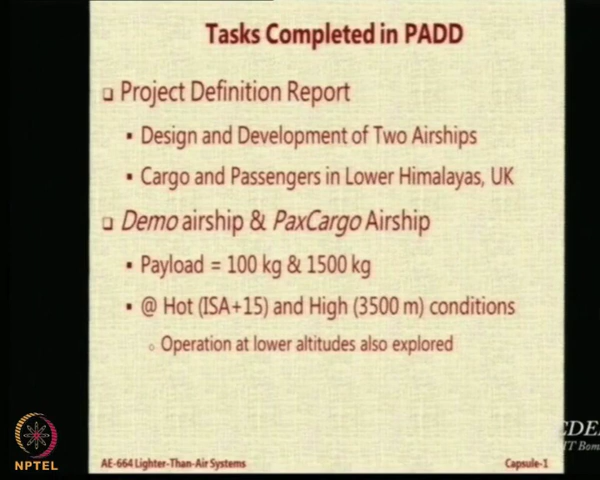 Tasks Completed in PADD
Project Definition Report
Design and Development of Two Airships
Cargo and Passengers in Lower Himalayas, UK
Demo airship & PaxCargo Airship
Payload = 100 kg & 1500 kg
@ Hot (ISA+15) and High (3500 m) conditions
Operation at lower altitudes also explored
NPTEL
AE-664 Lighter-Than-Air Systems
Capsule-1